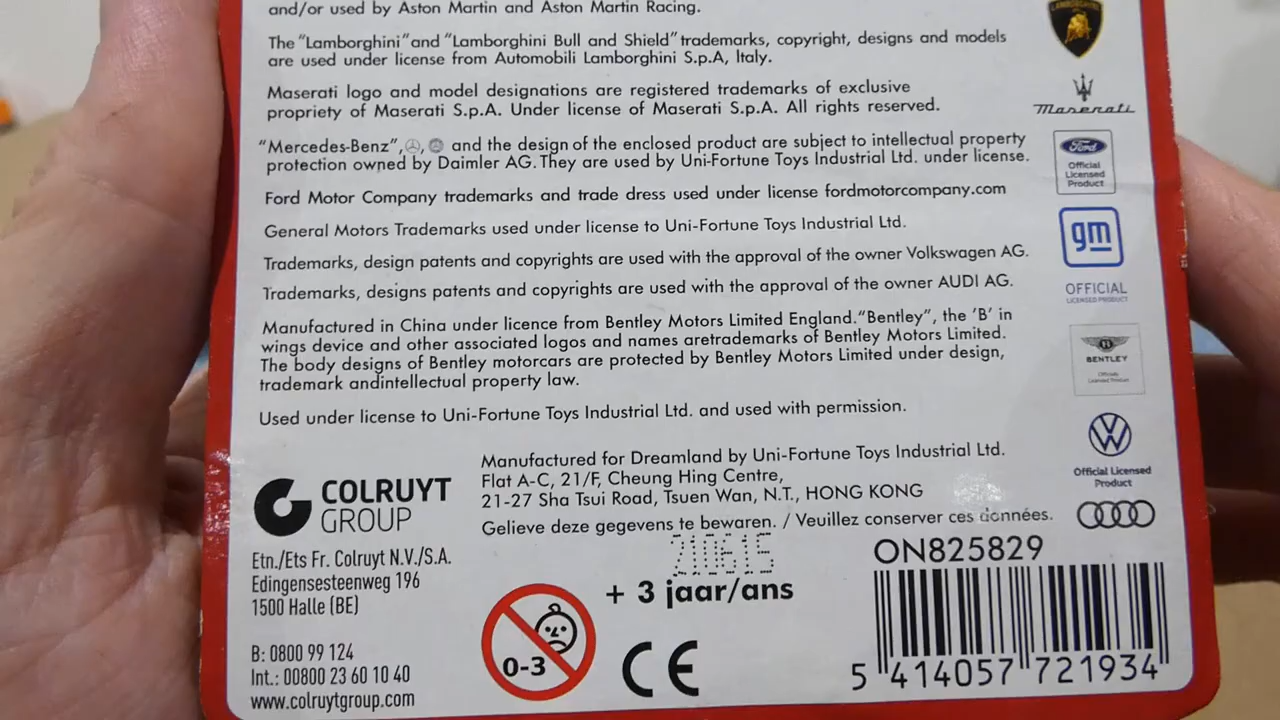 and/or used by Aston Martin and Aston Martin Racing.
The "Lamborghini" and "Lamborghini Bull and Shield" trademarks, copyright, designs and models
are used under license from Automobili Lamborghini S.p.A, Italy.
LAMBORGHINI
Maserati logo and model designations are registered trademarks of exclusive
propriety of Maserati S.p.A. Under license of Maserati S.p.A. All rights reserved.
Maserati
"Mercedes-Benz", , and the design of the enclosed product are subject to intellectual property
protection owned by Daimler AG. They are used by Uni-Fortune Toys Industrial Ltd. under license.
Ford
Official
Licensed
Product
Ford Motor Company trademarks and trade dress used under license fordmotorcompany.com
General Motors Trademarks used under license to Uni-Fortune Toys Industrial Ltd.
gm
Trademarks, design patents and copyrights are used with the approval of the owner Volkswagen AG.
Trademarks, designs patents and copyrights are used with the approval of the owner AUDI AG.
OFFICIAL
LICENSED PRODUCT
Manufactured in China under licence from Bentley Motors Limited England."Bentley", the 'B' in
wings device and other associated logos and names aretrademarks of Bentley Motors Limited.
The body designs of Bentley motorcars are protected by Bentley Motors Limited under design,
trademark andintellectual property law.
BENTLEY
Officially
Licensed Product
Used under license to Uni-Fortune Toys Industrial Ltd. and used with permission.
Official Licensed
Product
COLRUYT
GROUP
Manufactured for Dreamland by Uni-Fortune Toys Industrial Ltd.
Flat A-C, 21/F, Cheung Hing Centre,
21-27 Sha Tsui Road, Tsuen Wan, N.T., HONG KONG
Gelieve deze gegevens te bewaren. / Veuillez conserver ces données.
210615
Etn./Ets Fr. Colruyt N.V./S.A.
Edingensesteenweg 196
1500 Halle (BE)
B: 0800 99 124
Int.: 00800 23 60 10 40
www.colruytgroup.com
0-3
+ 3 jaar/ans
CE
ON825829
5 414057 721934